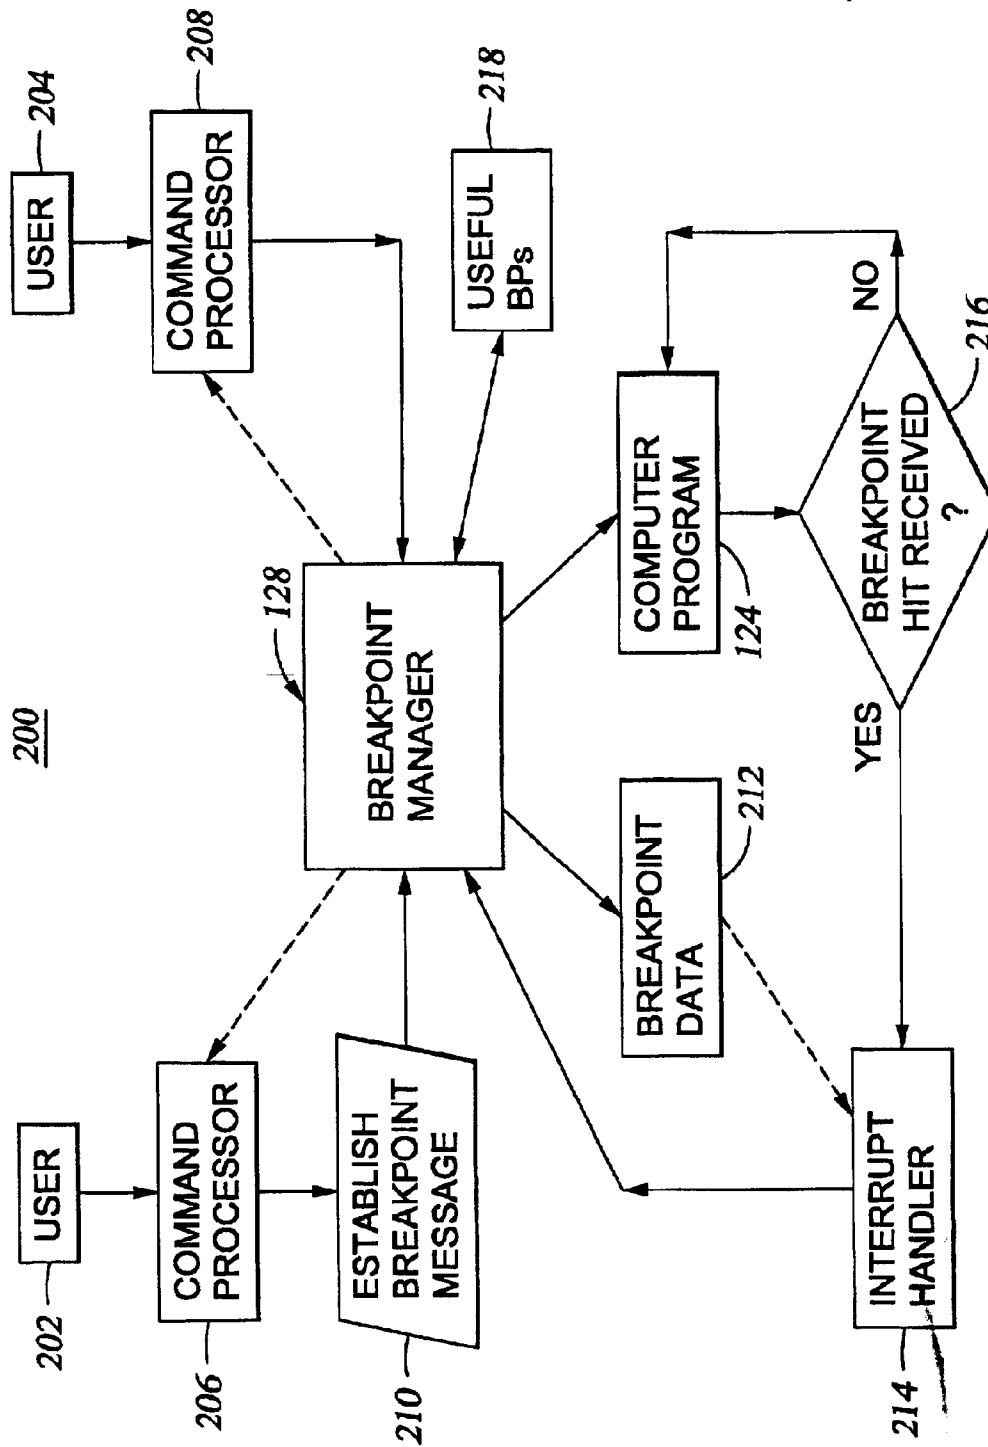 200
202
USER
USER
204
206
COMMAND
PROCESSOR
COMMAND
PROCESSOR
208
210
ESTABLISH
BREAKPOINT
MESSAGE
128
BREAKPOINT
MANAGER
USEFUL
BPs
218
BREAKPOINT
DATA
212
COMPUTER
PROGRAM
124
214
INTERRUPT
HANDLER
YES
BREAKPOINT
HIT RECEIVED
?
NO
216